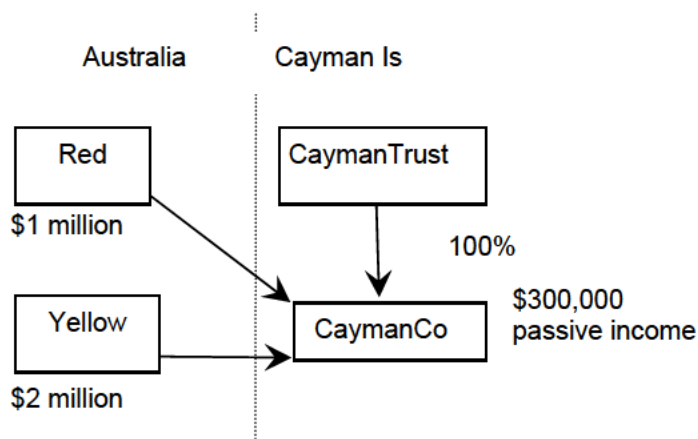 Australia
Cayman Is
Red
CaymanTrust
$1 million
100%
Yellow
CaymanCo
$300,000
passive income
$2 million